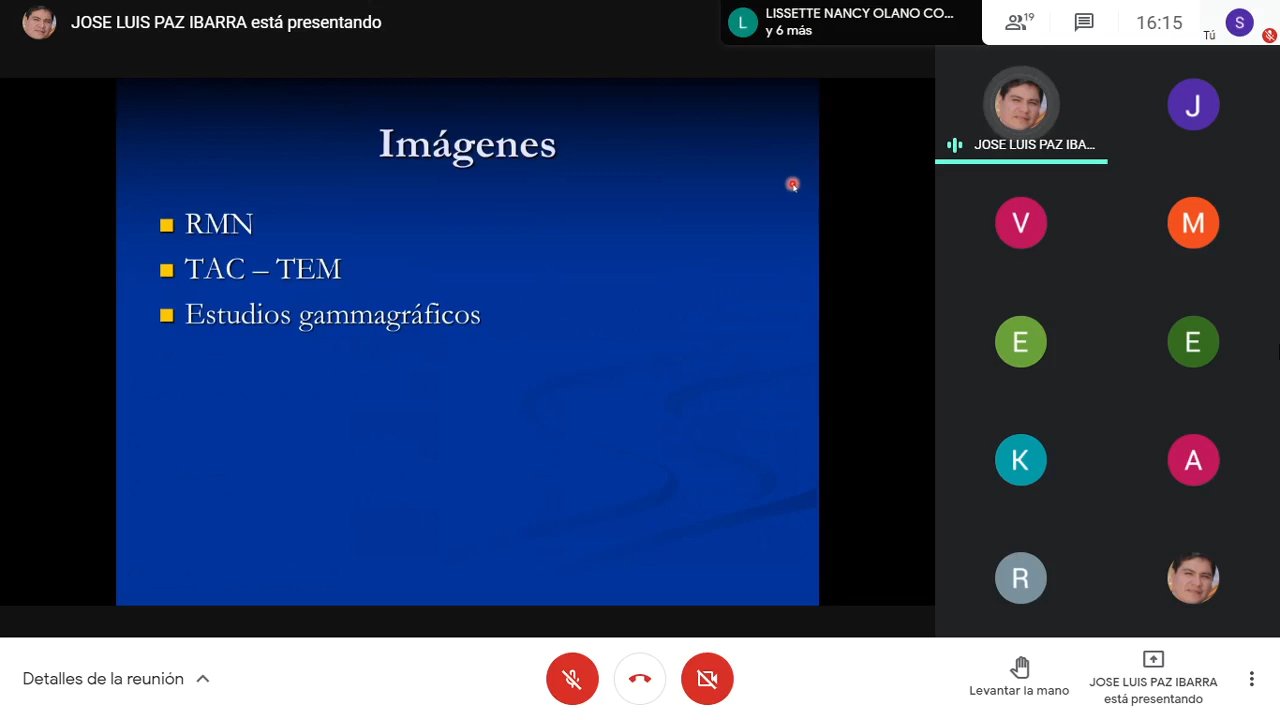 JOSE LUIS PAZ IBARRA está presentando
LISSETTE NANCY OLANO CO...
y 6 más
L
19
16:15
Tú
S
Imágenes
RMN
TAC – TEM
Estudios gammagráficos
JOSE LUIS PAZ IBA...
J
V
M
E
E
K
A
R
Detalles de la reunión
Levantar la mano
JOSE LUIS PAZ IBARRA
está presentando